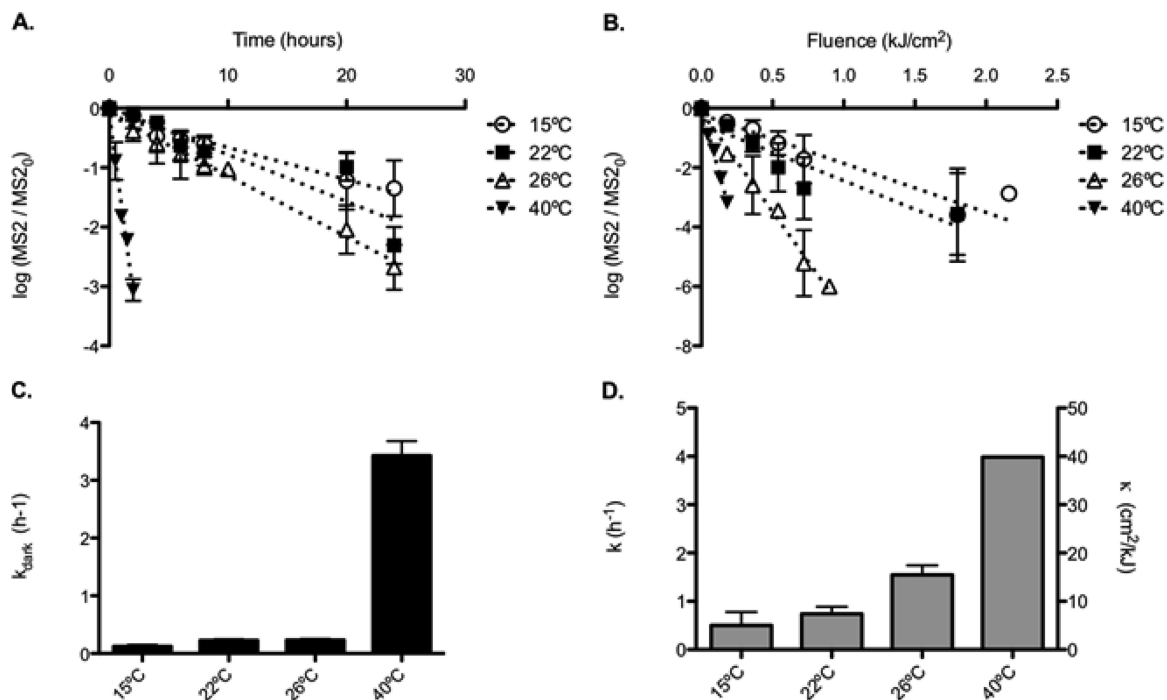 A.
Time (hours)
0 10 20 30
0
-1
-2
-3
-4
log (MS2 / MS2₀)
15ºC
22ºC
26ºC
40ºC
B.
Fluence (kJ/cm²)
0.0 0.5 1.0 1.5 2.0 2.5
0
-2
-4
-6
-8
log (MS2 / MS2₀)
15ºC
22ºC
26ºC
40ºC
C.
4
3
2
1
0
k_dark (h-1)
15ºC 22ºC 26ºC 40ºC
D.
5
4
3
2
1
0
k (h⁻¹)
50
40
30
20
10
0
κ (cm²/kJ)
15ºC 22ºC 26ºC 40ºC